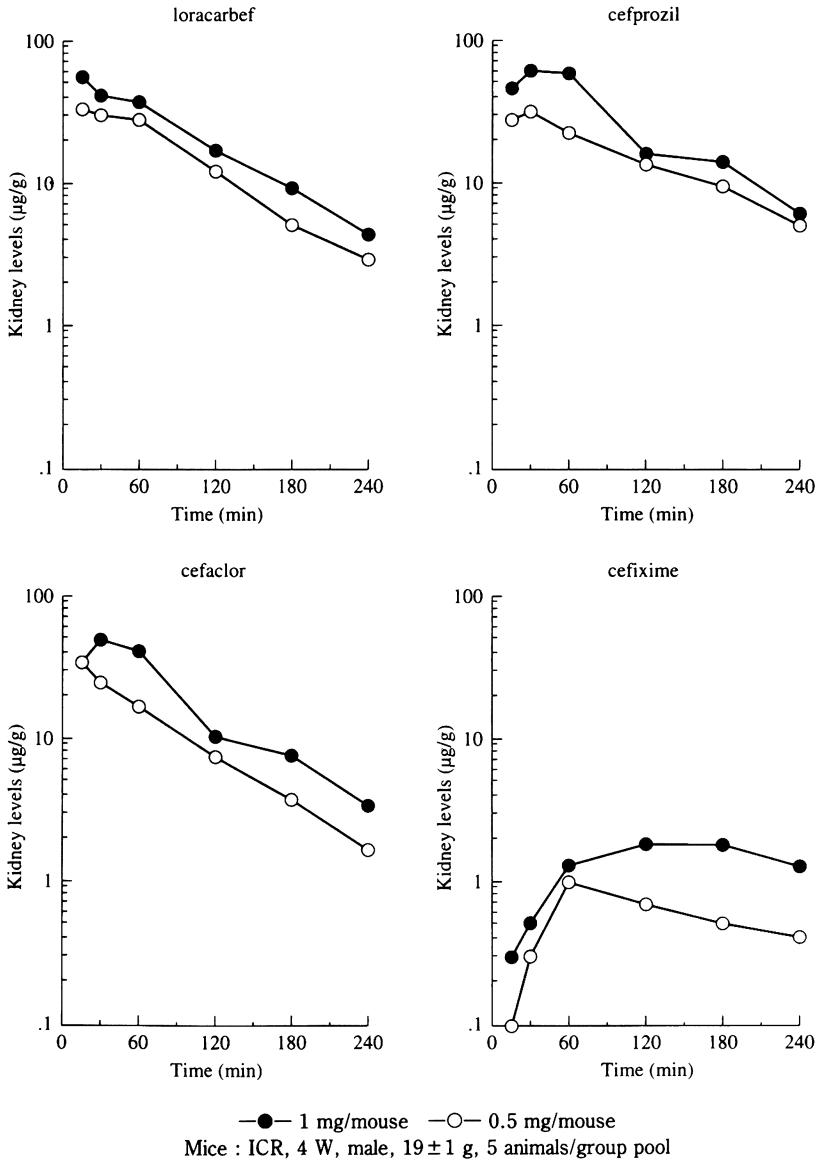 loracarbef
100
10
1
.1
Kidney levels (μg/g)
0 60 120 180 240
Time (min)
cefprozil
100
10
1
.1
Kidney levels (μg/g)
0 60 120 180 240
Time (min)
cefaclor
100
10
1
.1
Kidney levels (μg/g)
0 60 120 180 240
Time (min)
cefixime
100
10
1
.1
Kidney levels (μg/g)
0 60 120 180 240
Time (min)
1 mg/mouse 0.5 mg/mouse
Mice : ICR, 4 W, male, 19±1 g, 5 animals/group pool